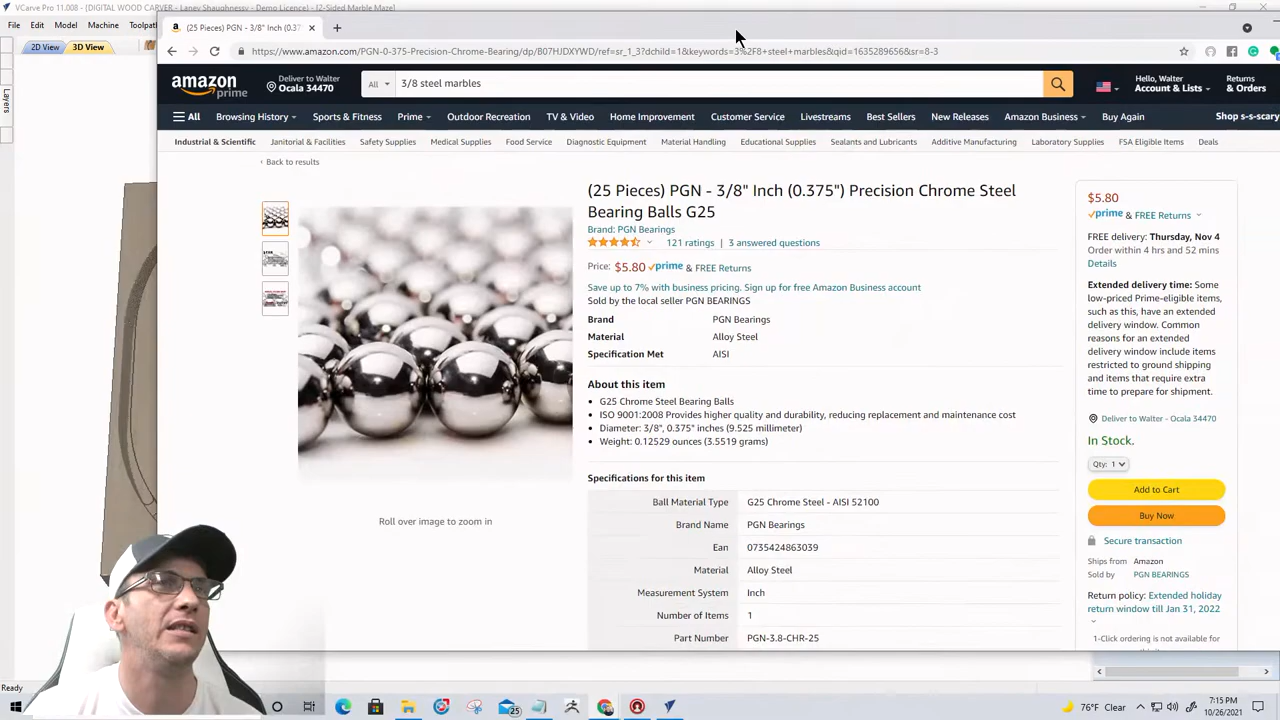 VCarve Pro 11.008 - {DIGITAL WOOD CARVER - Laney Shaughnessy - Demo Licence} - [2-Sided Marble Maze]
File Edit Model Machine Toolpaths
2D View 3D View
Layers
(25 Pieces) PGN - 3/8" Inch (0.37
https://www.amazon.com/PGN-0-375-Precision-Chrome-Bearing/dp/B07HJDXYWD/ref=sr_1_3?dchild=1&keywords=3%2F8+steel+marbles&qid=1635289656&sr=8-3
amazon prime
Deliver to Walter
Ocala 34470
All
3/8 steel marbles
Hello, Walter
Account & Lists
Returns
& Orders
All Browsing History Sports & Fitness Prime Outdoor Recreation TV & Video Home Improvement Customer Service Livestreams Best Sellers New Releases Amazon Business Buy Again Shop s-s-scary
Industrial & Scientific Janitorial & Facilities Safety Supplies Medical Supplies Food Service Diagnostic Equipment Material Handling Educational Supplies Sealants and Lubricants Additive Manufacturing Laboratory Supplies FSA Eligible Items Deals
‹ Back to results
(25 Pieces) PGN - 3/8" Inch (0.375") Precision Chrome Steel
Bearing Balls G25
Brand: PGN Bearings
121 ratings | 3 answered questions
Price: $5.80 prime & FREE Returns
Save up to 7% with business pricing. Sign up for free Amazon Business account
Sold by the local seller PGN BEARINGS
Brand PGN Bearings
Material Alloy Steel
Specification Met AISI
About this item
• G25 Chrome Steel Bearing Balls
• ISO 9001:2008 Provides higher quality and durability, reducing replacement and maintenance cost
• Diameter: 3/8", 0.375" inches (9.525 millimeter)
• Weight: 0.12529 ounces (3.5519 grams)
Specifications for this item
Ball Material Type G25 Chrome Steel - AISI 52100
Brand Name PGN Bearings
Ean 0735424863039
Material Alloy Steel
Measurement System Inch
Number of Items 1
Part Number PGN-3.8-CHR-25
Roll over image to zoom in
$5.80
prime & FREE Returns
FREE delivery: Thursday, Nov 4
Order within 4 hrs and 52 mins
Details
Extended delivery time: Some
low-priced Prime-eligible items,
such as this, have an extended
delivery window. Common
reasons for an extended
delivery window include items
restricted to ground shipping
and items that require extra
time to prepare for shipment.
Deliver to Walter - Ocala 34470
In Stock.
Qty: 1
Add to Cart
Buy Now
Secure transaction
Ships from Amazon
Sold by PGN BEARINGS
Return policy: Extended holiday
return window till Jan 31, 2022
1-Click ordering is not available for
Ready
25
76°F Clear
7:15 PM
10/26/2021